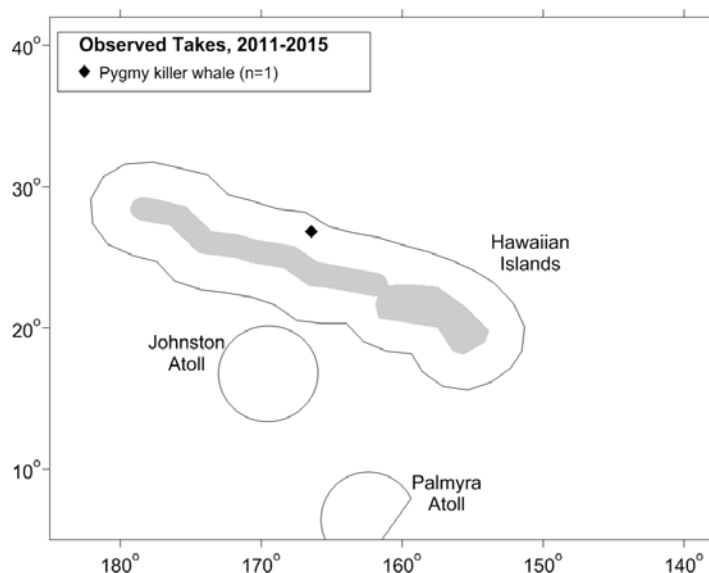 Observed Takes, 2011-2015
◆ Pygmy killer whale (n=1)
40°
30°
20°
10°
Hawaiian
Islands
Johnston
Atoll
Palmyra
Atoll
180°
170°
160°
150°
140°